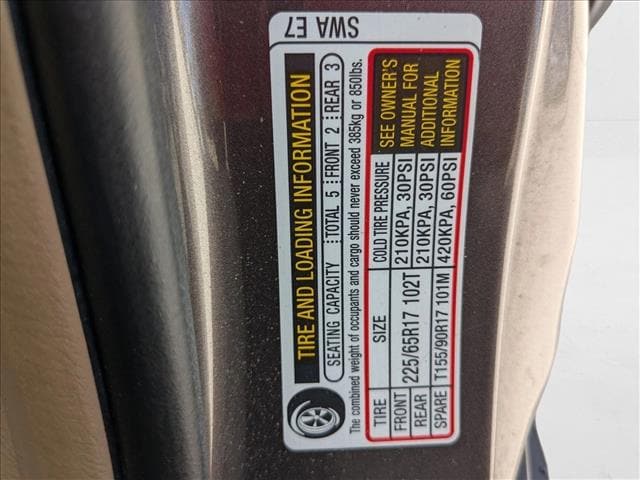 SWA E7
TIRE AND LOADING INFORMATION
SEATING CAPACITY TOTAL 5 FRONT 2 REAR 3
The combined weight of occupants and cargo should never exceed 385kg or 850lbs.
TIRE SIZE COLD TIRE PRESSURE
FRONT 225/65R17 102T 210KPA, 30PSI
REAR 210KPA, 30PSI
SPARE T155/90R17 101M 420KPA, 60PSI
SEE OWNER'S
MANUAL FOR
ADDITIONAL
INFORMATION